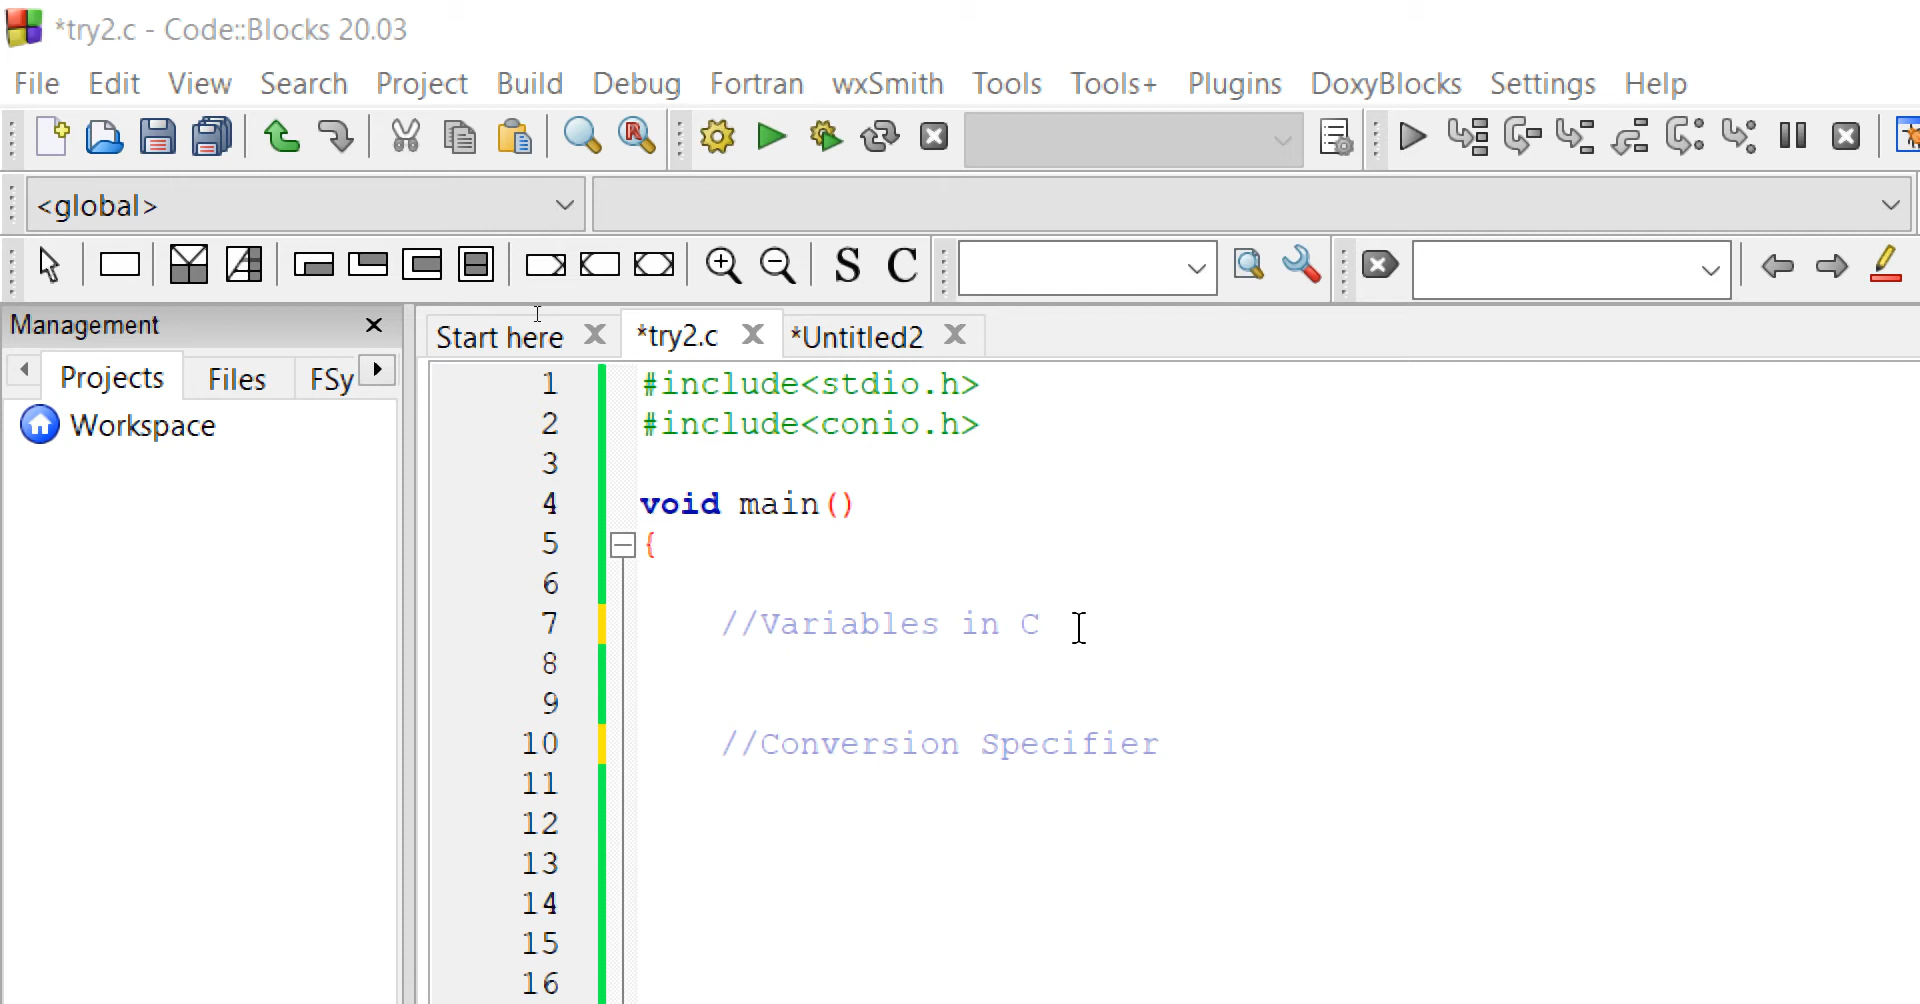 *try2.c - Code::Blocks 20.03
File Edit View Search Project Build Debug Fortran wxSmith Tools Tools+ Plugins DoxyBlocks Settings Help
<global>
S C
Management
Start here *try2.c *Untitled2
Projects Files FSy
Workspace
1 #include<stdio.h>
2 #include<conio.h>
3
4 void main()
5 {
6
7 //Variables in C
8
9
10 //Conversion Specifier
11
12
13
14
15
16